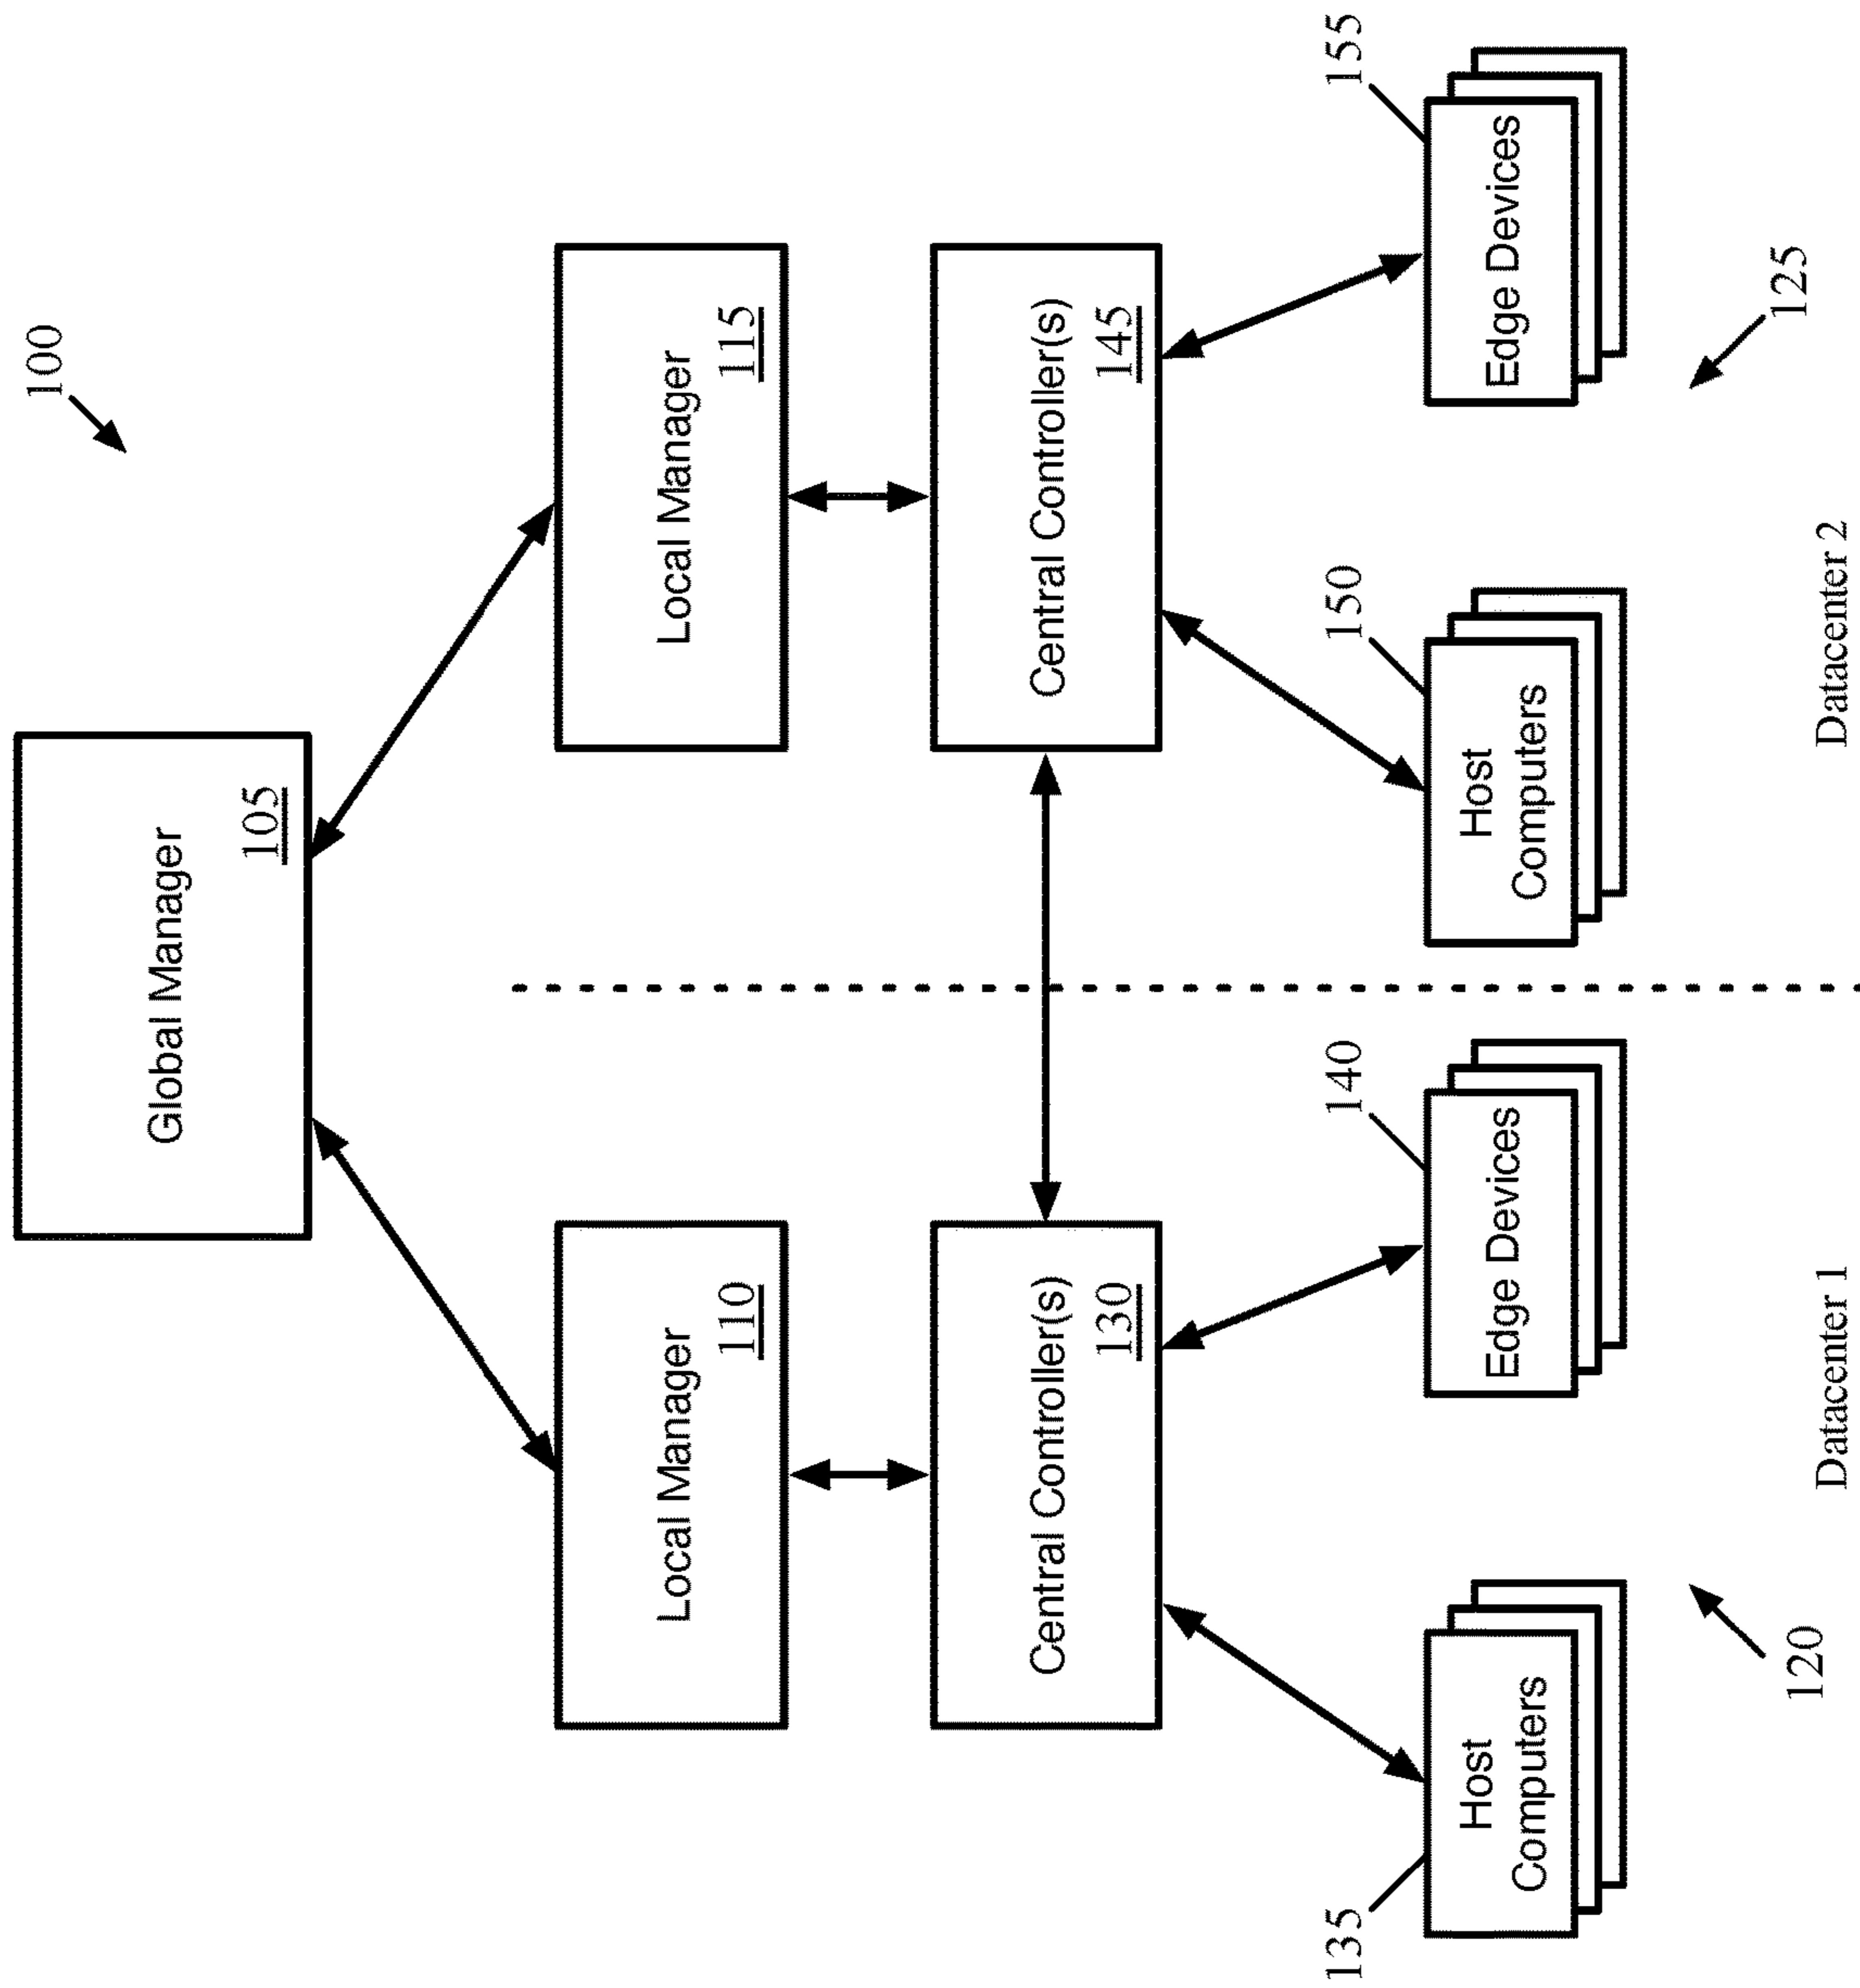 100
Global Manager
105
Local Manager
110
Local Manager
115
Central Controller(s)
130
Central Controller(s)
145
135
Host
Computers
140
Edge Devices
150
Host
Computers
155
Edge Devices
120
125
Datacenter 1
Datacenter 2